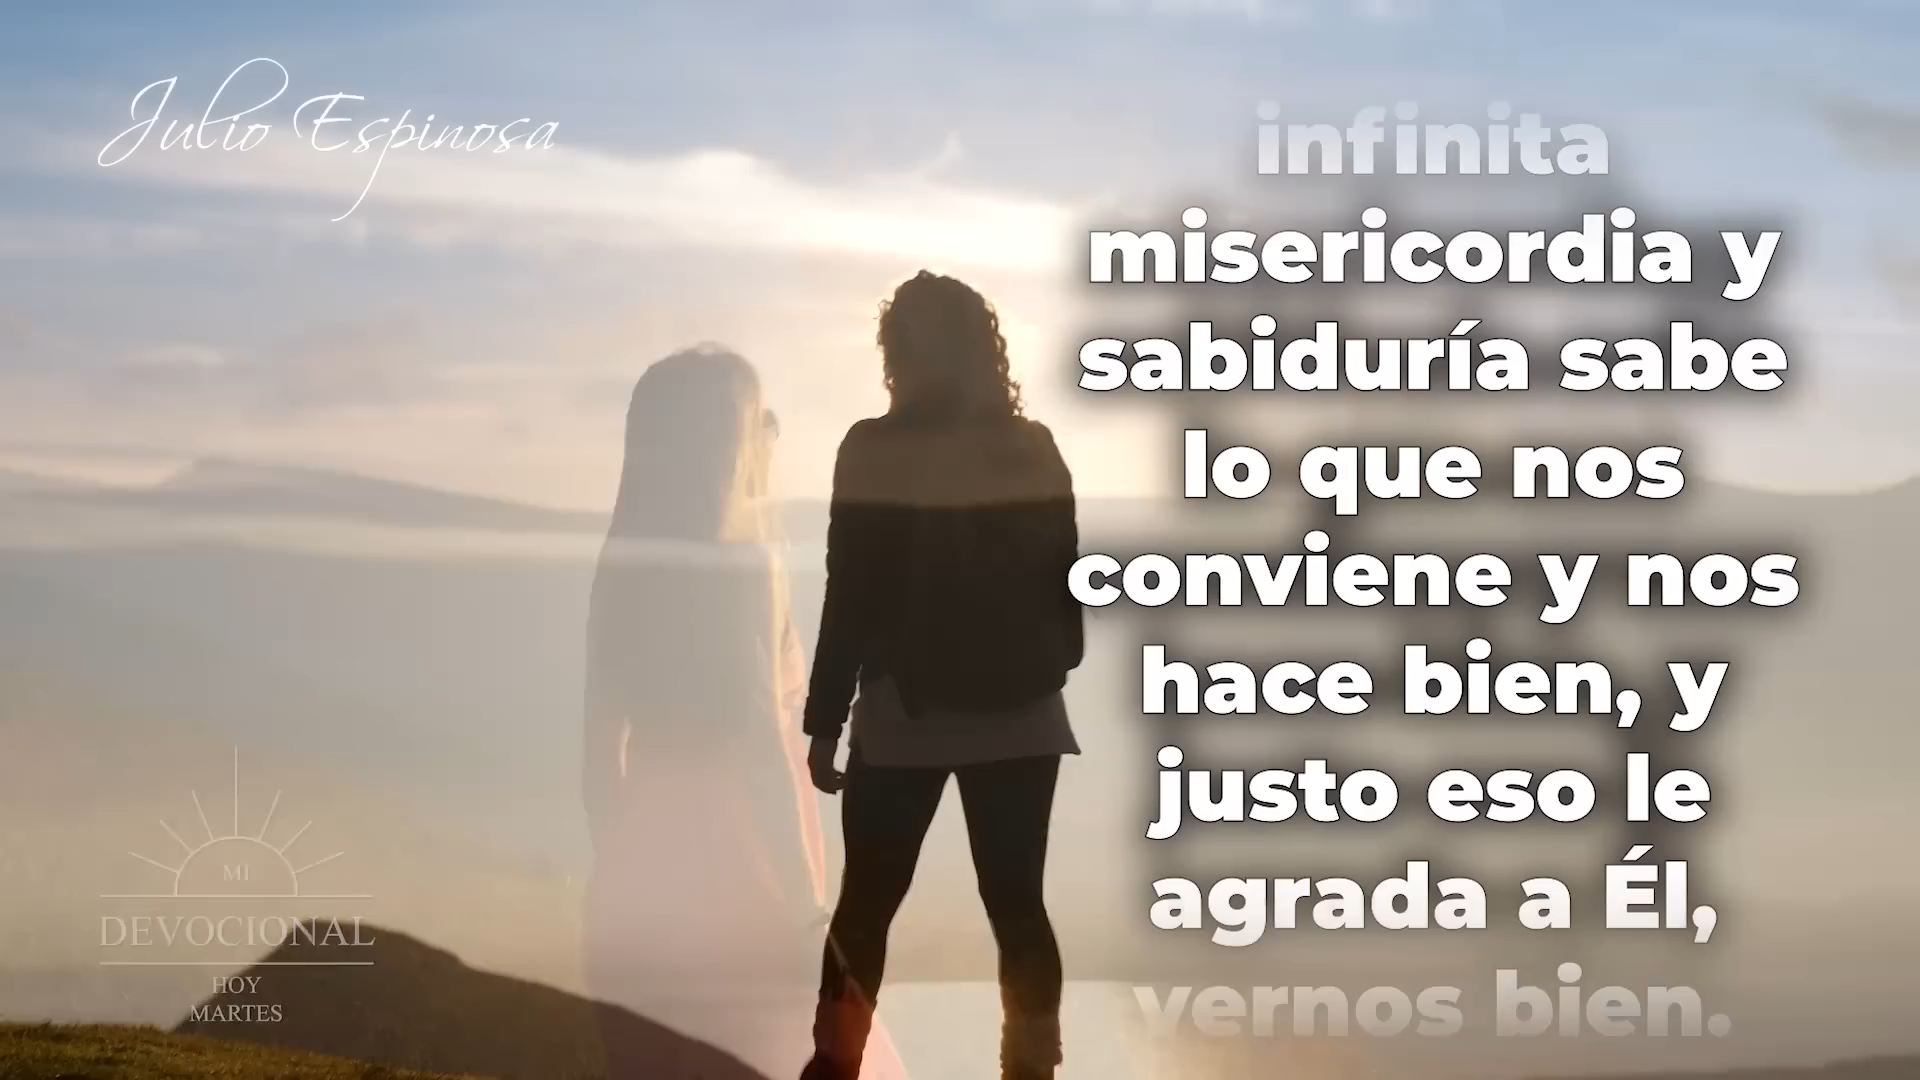 Julio Espinosa
infinita
misericordia y
sabiduría sabe
lo que nos
conviene y nos
hace bien, y
justo eso le
agrada a Él,
vernos bien.
MI
DEVOCIONAL
HOY
MARTES